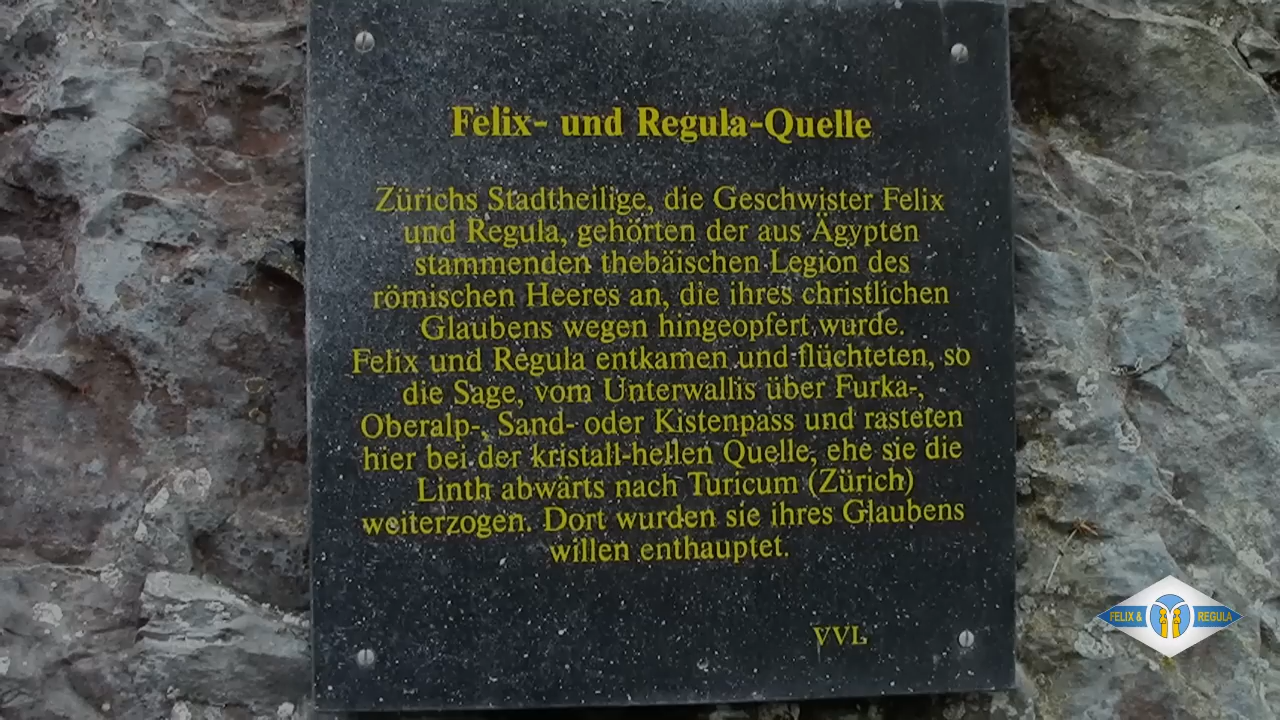 Felix- und Regula-Quelle
Zürichs Stadtheilige, die Geschwister Felix
und Regula, gehörten der aus Ägypten
stammenden thebäischen Legion des
römischen Heeres an, die ihres christlichen
Glaubens wegen hingeopfert wurde.
Felix und Regula entkamen und flüchteten, so
die Sage, vom Unterwallis über Furka-,
Oberalp-, Sand- oder Kistenpass und rasteten
hier bei der kristall-hellen Quelle, ehe sie die
Linth abwärts nach Turicum (Zürich)
weiterzogen. Dort wurden sie ihres Glaubens
willen enthauptet.
VVL
FELIX & REGULA